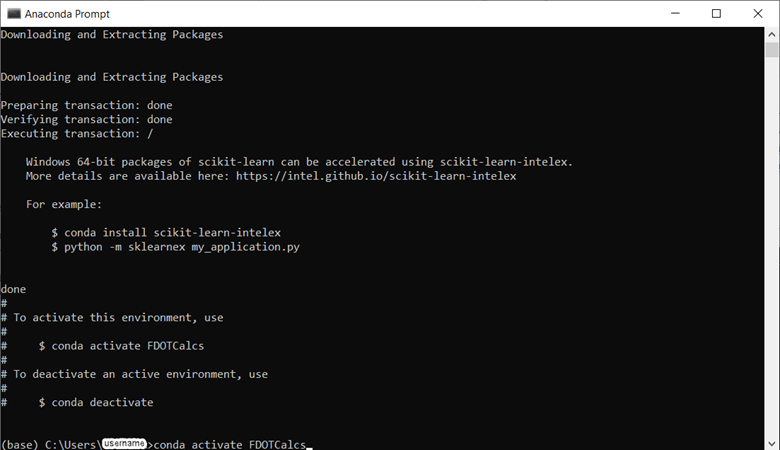 Anaconda Prompt
Downloading and Extracting Packages
Downloading and Extracting Packages
Preparing transaction: done
Verifying transaction: done
Executing transaction: /
Windows 64-bit packages of scikit-learn can be accelerated using scikit-learn-intelex.
More details are available here: https://intel.github.io/scikit-learn-intelex
For example:
$ conda install scikit-learn-intelex
$ python -m sklearnex my_application.py
done
#
# To activate this environment, use
#
#     $ conda activate FDOTCalcs
#
# To deactivate an active environment, use
#
#     $ conda deactivate
(base) C:\Users\username>conda activate FDOTCalcs